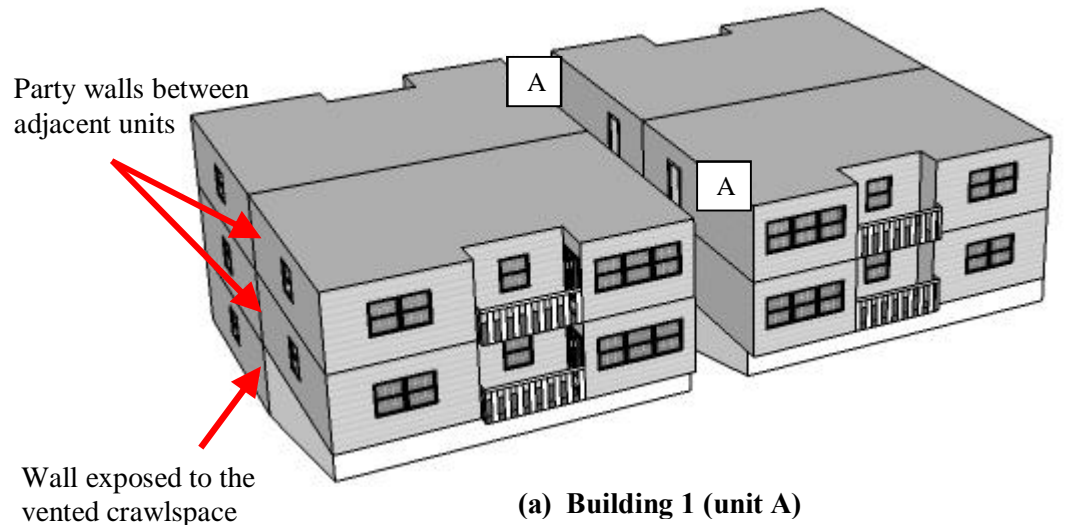 Party walls between
adjacent units
A
A
Wall exposed to the
vented crawlspace
(a) Building 1 (unit A)